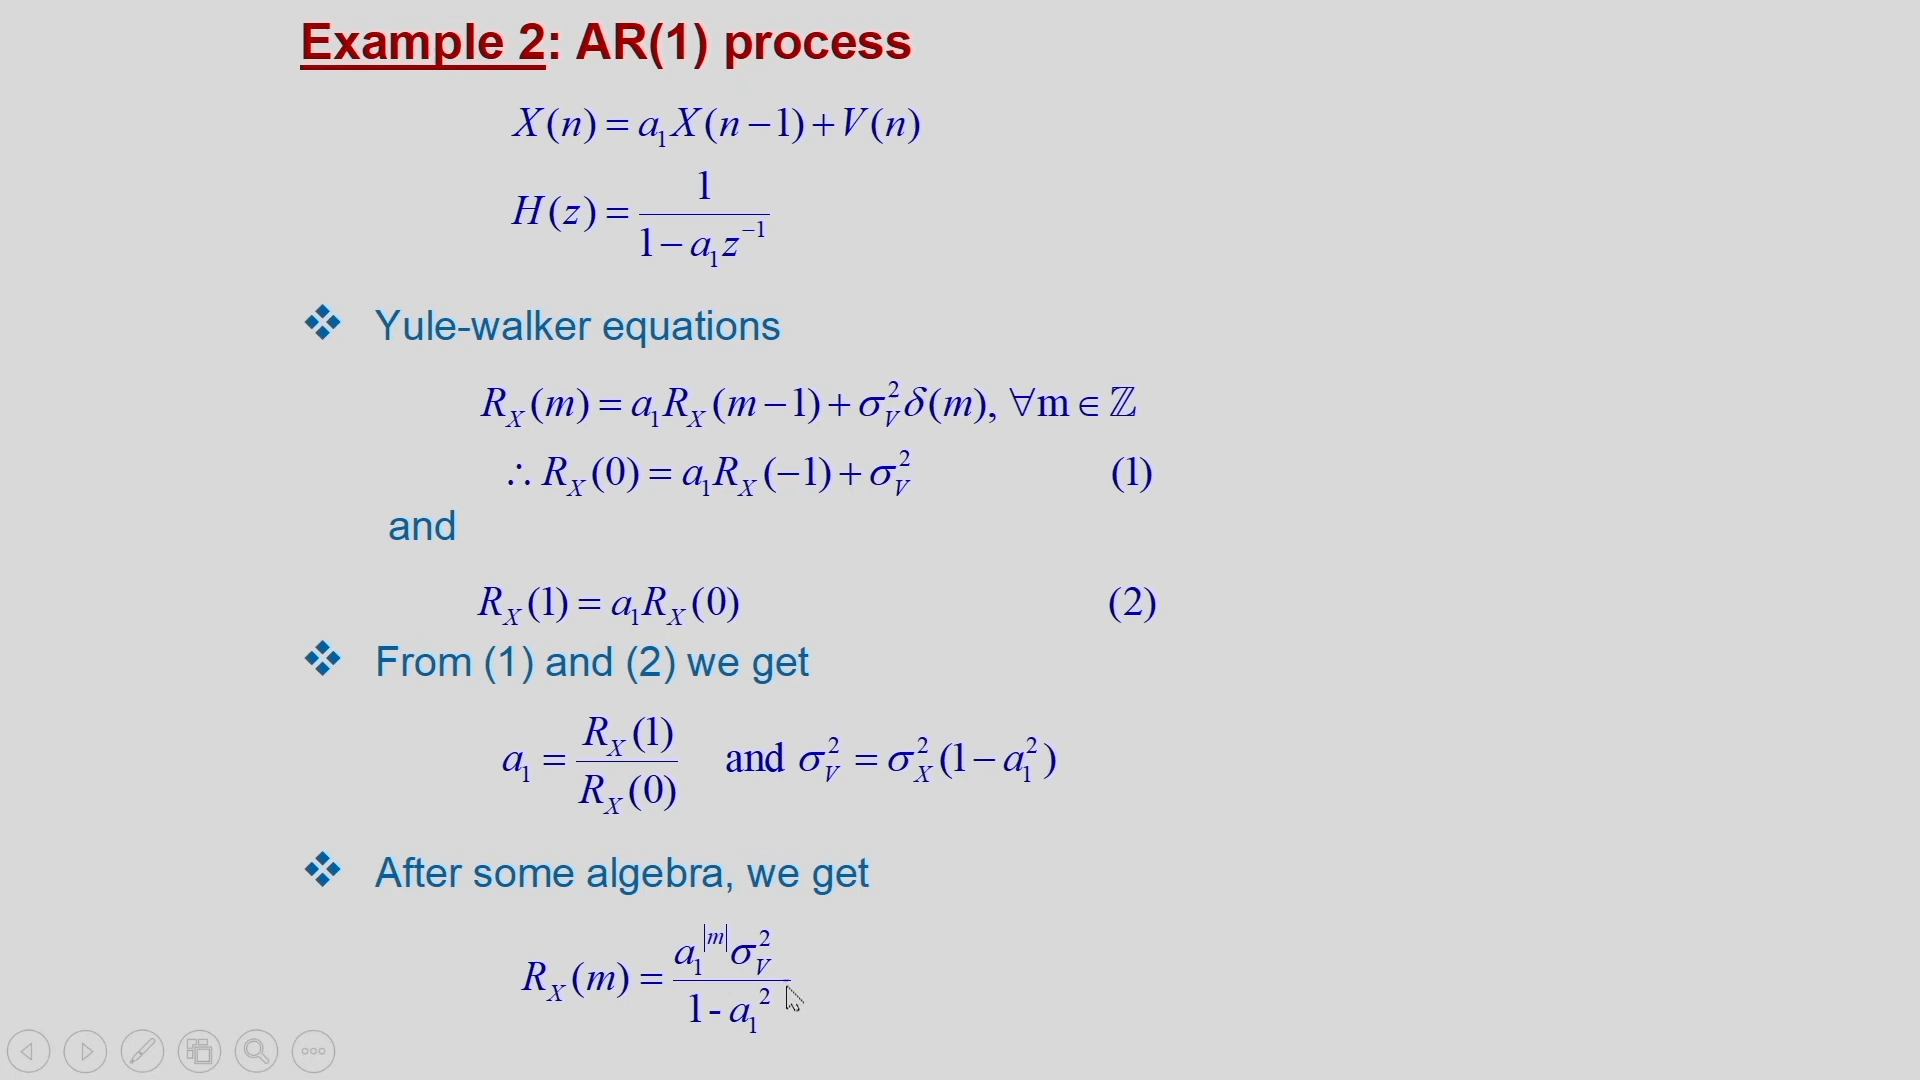 Example 2: AR(1) process
X(n) = a₁X(n−1)+V(n)
H(z) = 1 / (1 − a₁z⁻¹)
❖ Yule-walker equations
R_X(m) = a₁R_X(m−1)+σ_V²δ(m), ∀m ∈ ℤ
∴ R_X(0) = a₁R_X(−1)+σ_V² (1)
and
R_X(1) = a₁R_X(0) (2)
❖ From (1) and (2) we get
a₁ = R_X(1) / R_X(0) and σ_V² = σ_X²(1−a₁²)
❖ After some algebra, we get
R_X(m) = a₁^|m| σ_V² / (1-a₁²)